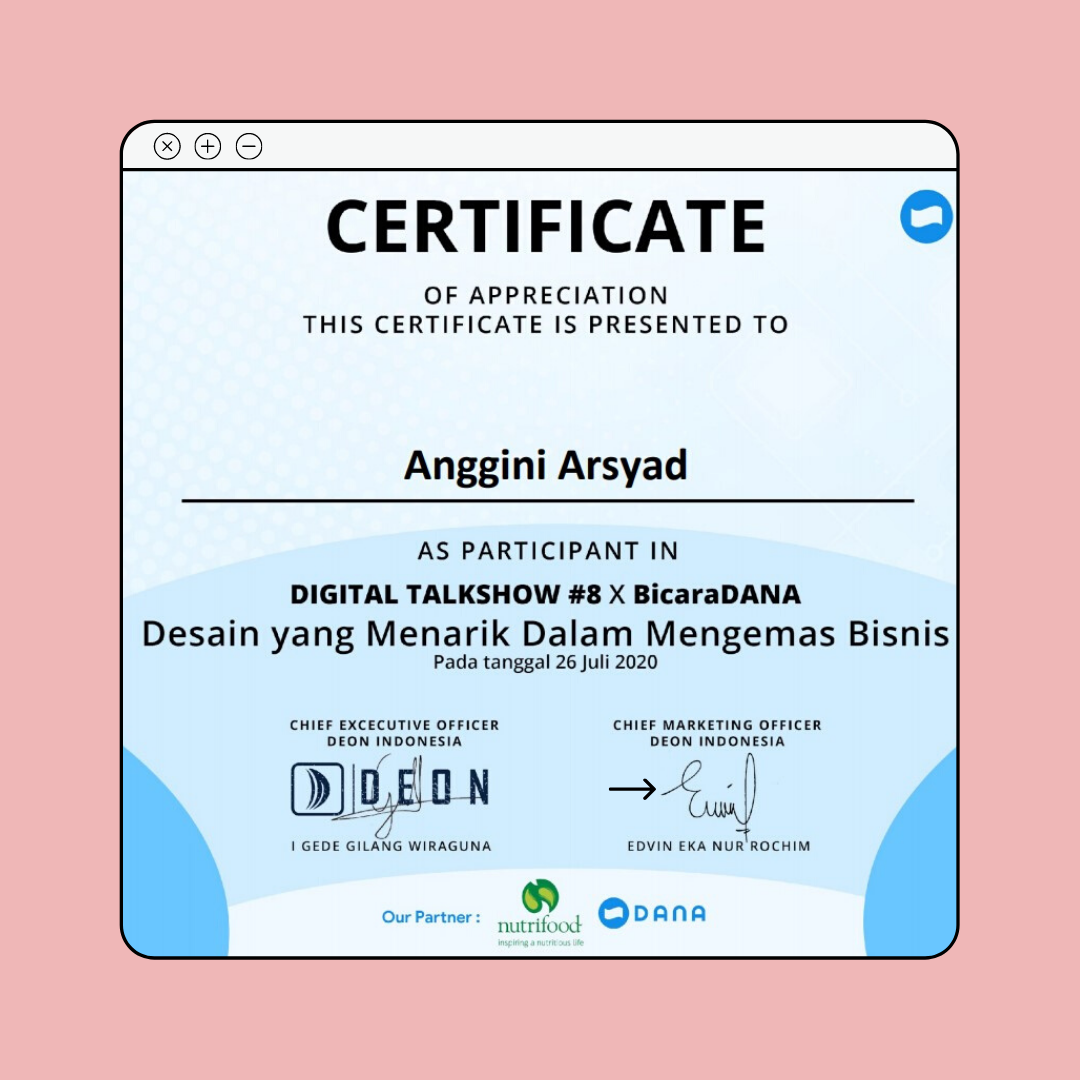 CERTIFICATE
OF APPRECIATION
THIS CERTIFICATE IS PRESENTED TO
Anggini Arsyad
AS PARTICIPANT IN
DIGITAL TALKSHOW #8 X BicaraDANA
Desain yang Menarik Dalam Mengemas Bisnis
Pada tanggal 26 Juli 2020
CHIEF EXCECUTIVE OFFICER
DEON INDONESIA
DEON
I GEDE GILANG WIRAGUNA
CHIEF MARKETING OFFICER
DEON INDONESIA
EDVIN EKA NUR ROCHIM
Our Partner :
nutrifood
inspiring a nutritious life
DANA